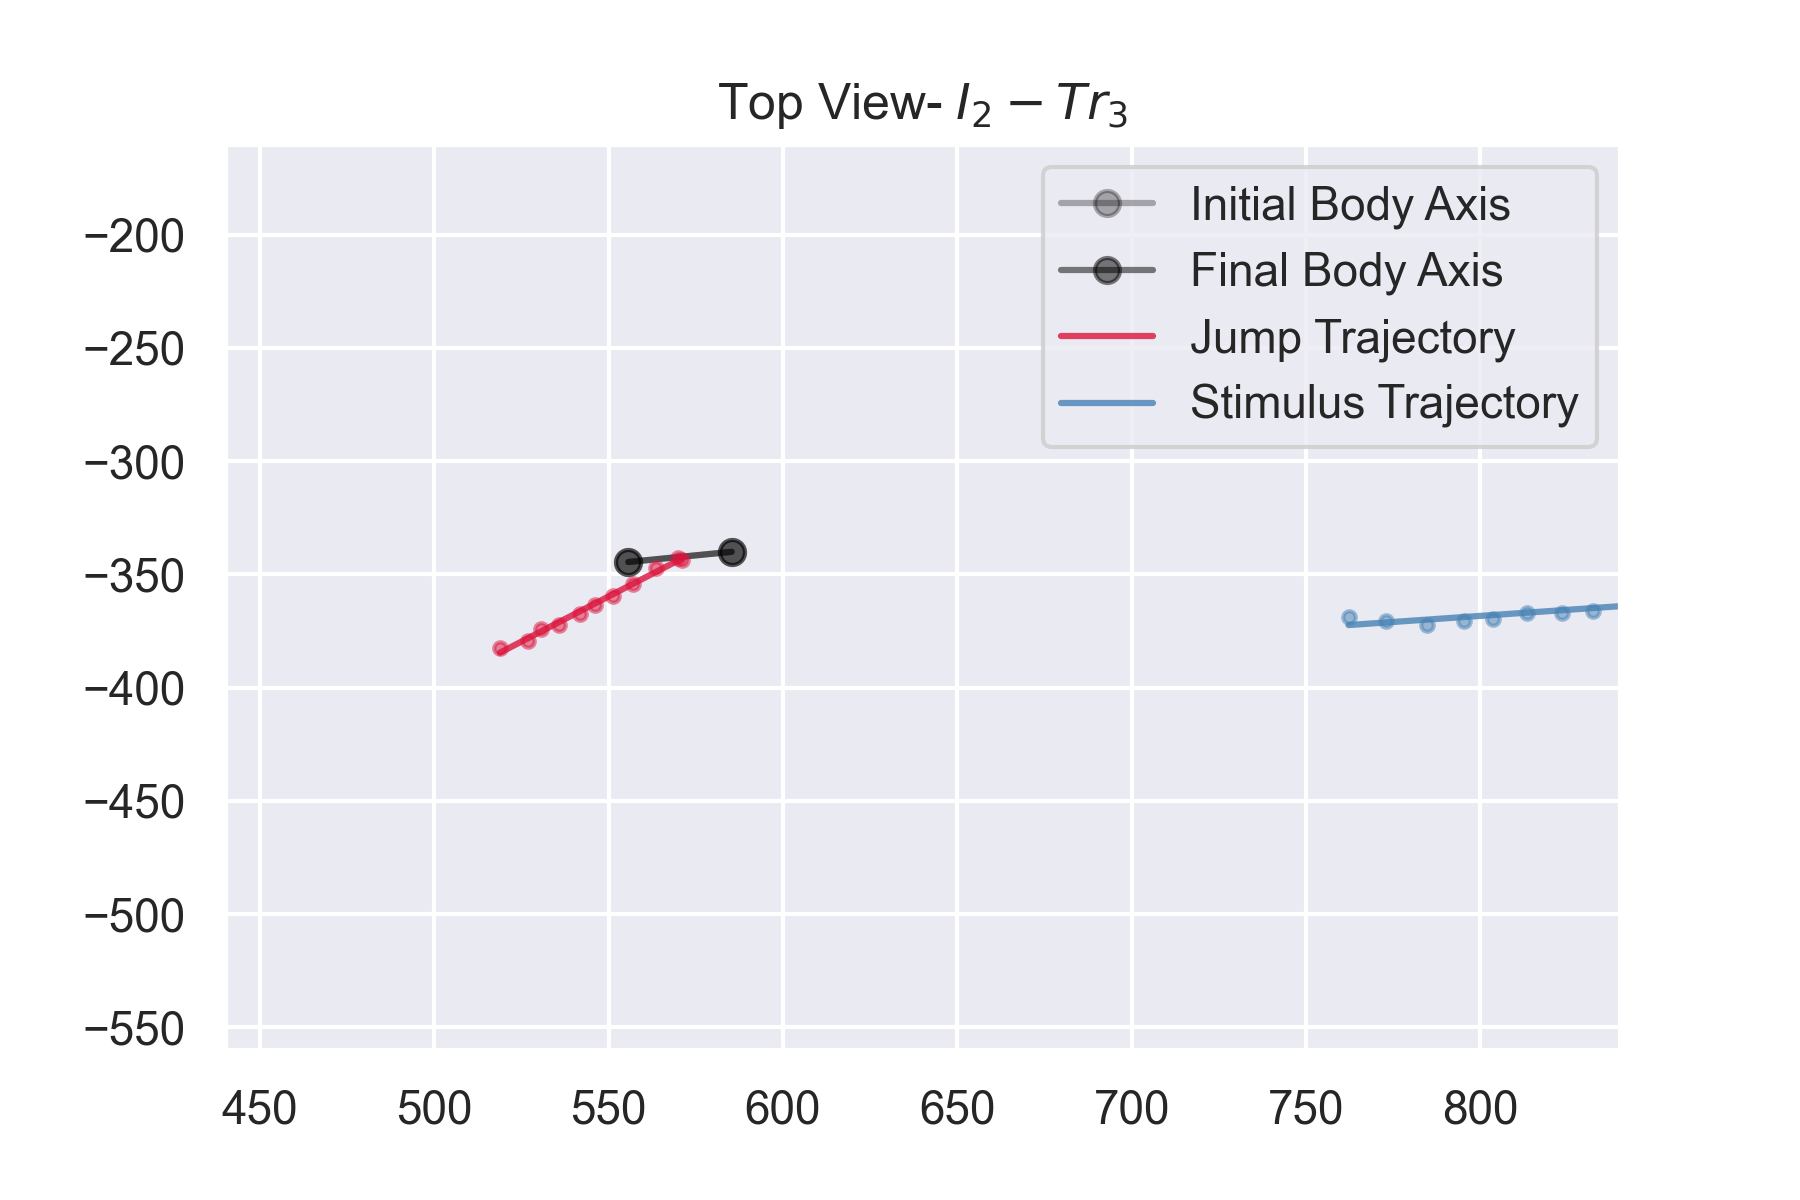 Top View- I₂ − Tr₃
Initial Body Axis
Final Body Axis
Jump Trajectory
Stimulus Trajectory
−200
−250
−300
−350
−400
−450
−500
−550
450 500 550 600 650 700 750 800